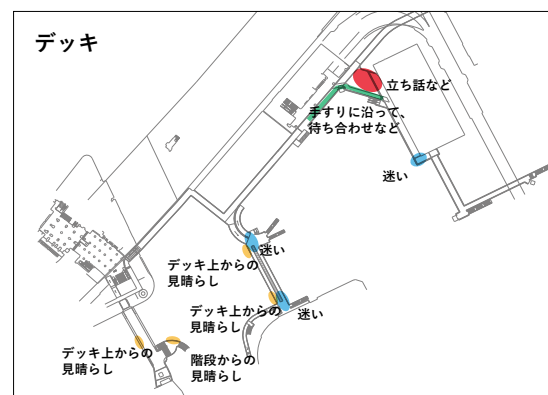 デッキ
立ち話など
手すりに沿って、
待ち合わせなど
迷い
迷い
デッキ上からの
見晴らし
デッキ上からの
見晴らし
迷い
デッキ上からの
見晴らし
階段からの
見晴らし